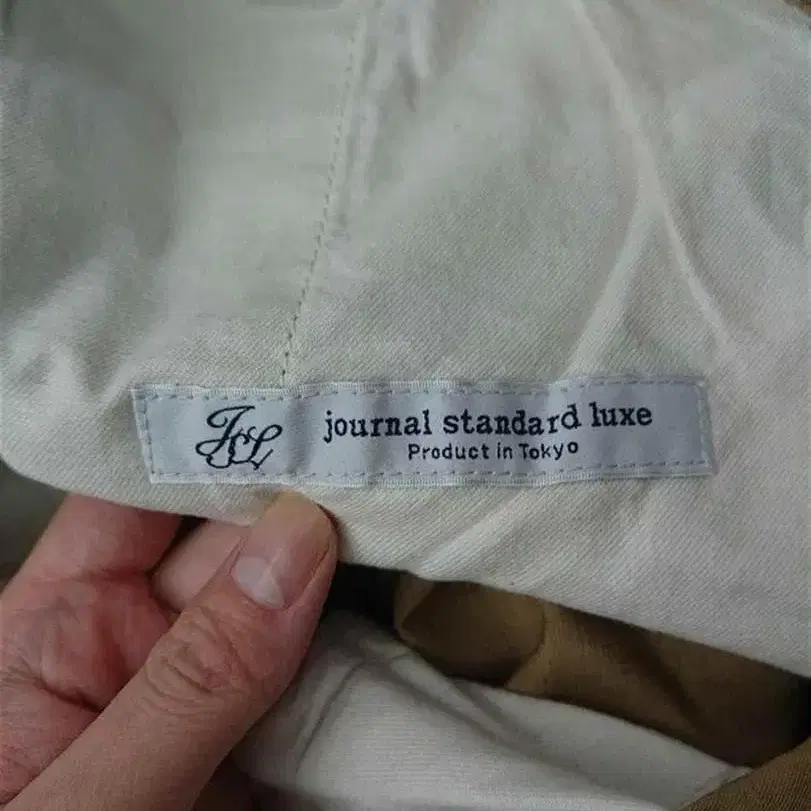 JSL
journal standard luxe
Product in Tokyo